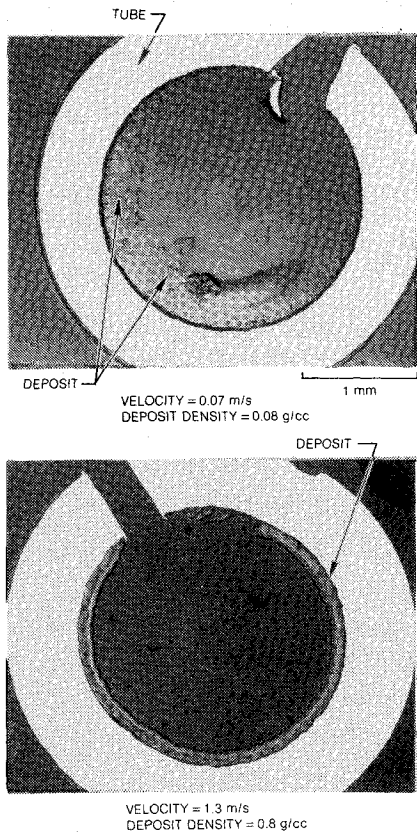 TUBE
DEPOSIT
1 mm
VELOCITY = 0.07 m/s
DEPOSIT DENSITY = 0.08 g/cc
DEPOSIT
VELOCITY = 1.3 m/s
DEPOSIT DENSITY = 0.8 g/cc